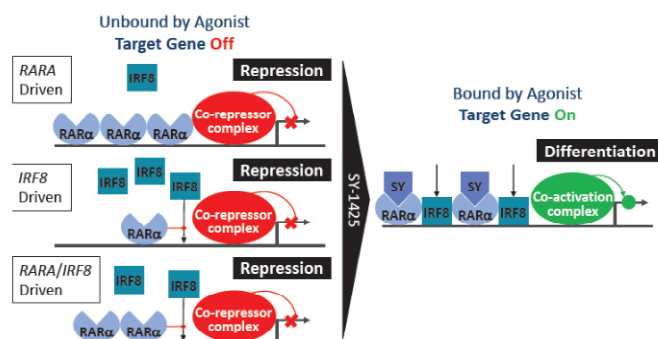 Unbound by Agonist
Target Gene Off
RARA
Driven
IRF8
Repression
RARα RARα RARα
Co-repressor
complex
IRF8
Driven
IRF8 IRF8 IRF8
Repression
RARα
Co-repressor
complex
RARA/IRF8
Driven
IRF8 IRF8
Repression
RARα RARα
Co-repressor
complex
SY-1425
Bound by Agonist
Target Gene On
Differentiation
SY SY
RARα IRF8 RARα IRF8
Co-activation
complex